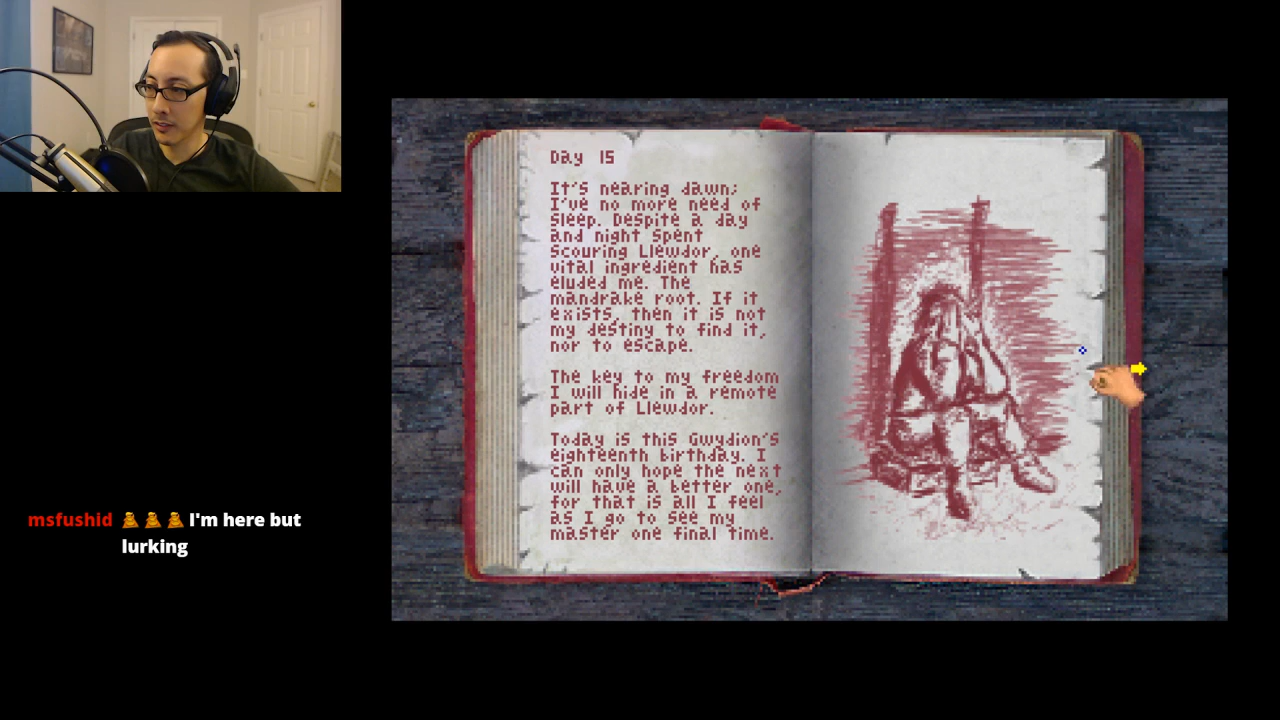 Day 15
It's nearing dawn;
I've no more need of
sleep. Despite a day
and night spent
scouring Llewdor, one
vital ingredient has
eluded me. The
mandrake root. If it
exists, then it is not
my destiny to find it,
nor to escape.
The key to my freedom
I will hide in a remote
part of Llewdor.
Today is this Gwydion's
eighteenth birthday. I
can only hope the next
will have a better one,
for that is all I feel
as I go to see my
master one final time.
msfushid I'm here but
lurking